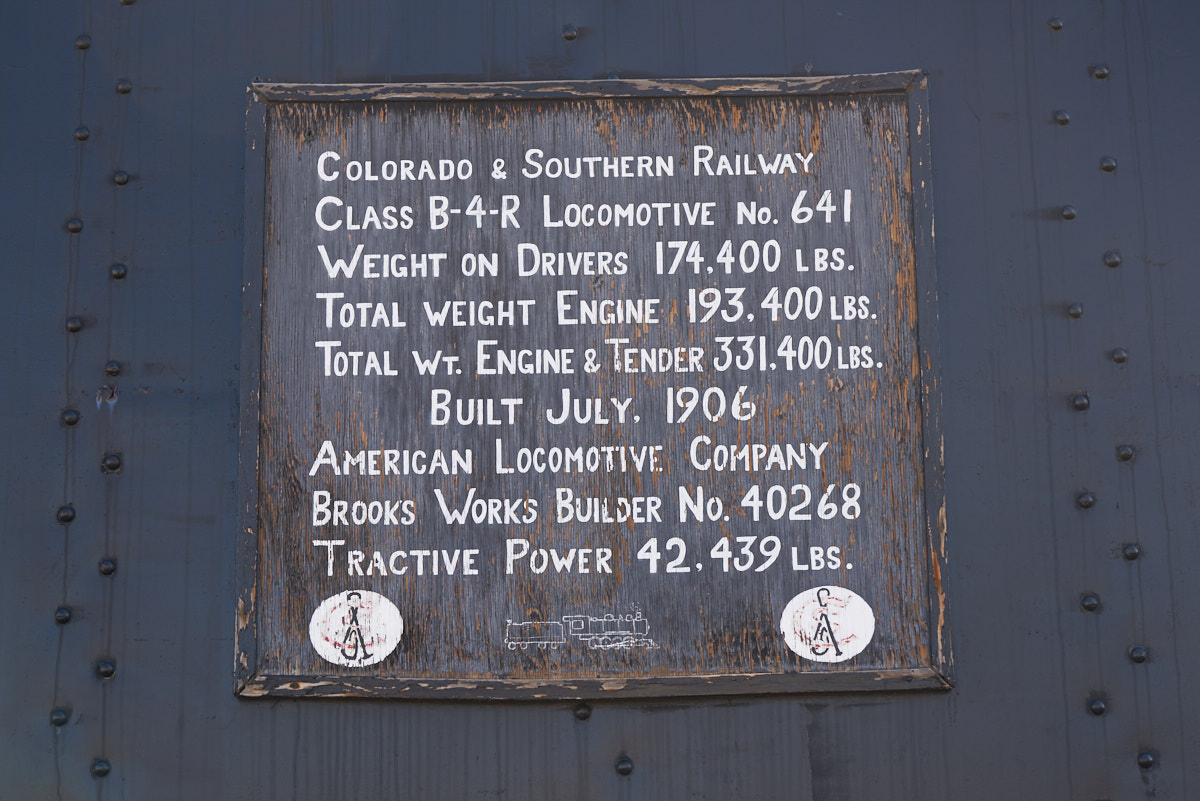 Colorado & Southern Railway
Class B-4-R Locomotive No. 641
Weight on Drivers 174,400 lbs.
Total weight Engine 193,400 lbs.
Total wt. Engine & Tender 331,400 lbs.
Built July, 1906
American Locomotive Company
Brooks Works Builder No. 40268
Tractive Power 42,439 lbs.